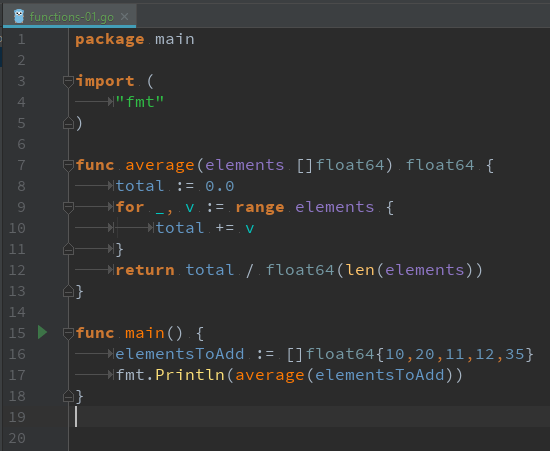 functions-01.go
1 package main
2
3 import (
4 "fmt"
5 )
6
7 func average(elements []float64) float64 {
8 total := 0.0
9 for _, v := range elements {
10 total += v
11 }
12 return total / float64(len(elements))
13 }
14
15 func main() {
16 elementsToAdd := []float64{10,20,11,12,35}
17 fmt.Println(average(elementsToAdd))
18 }
19
20